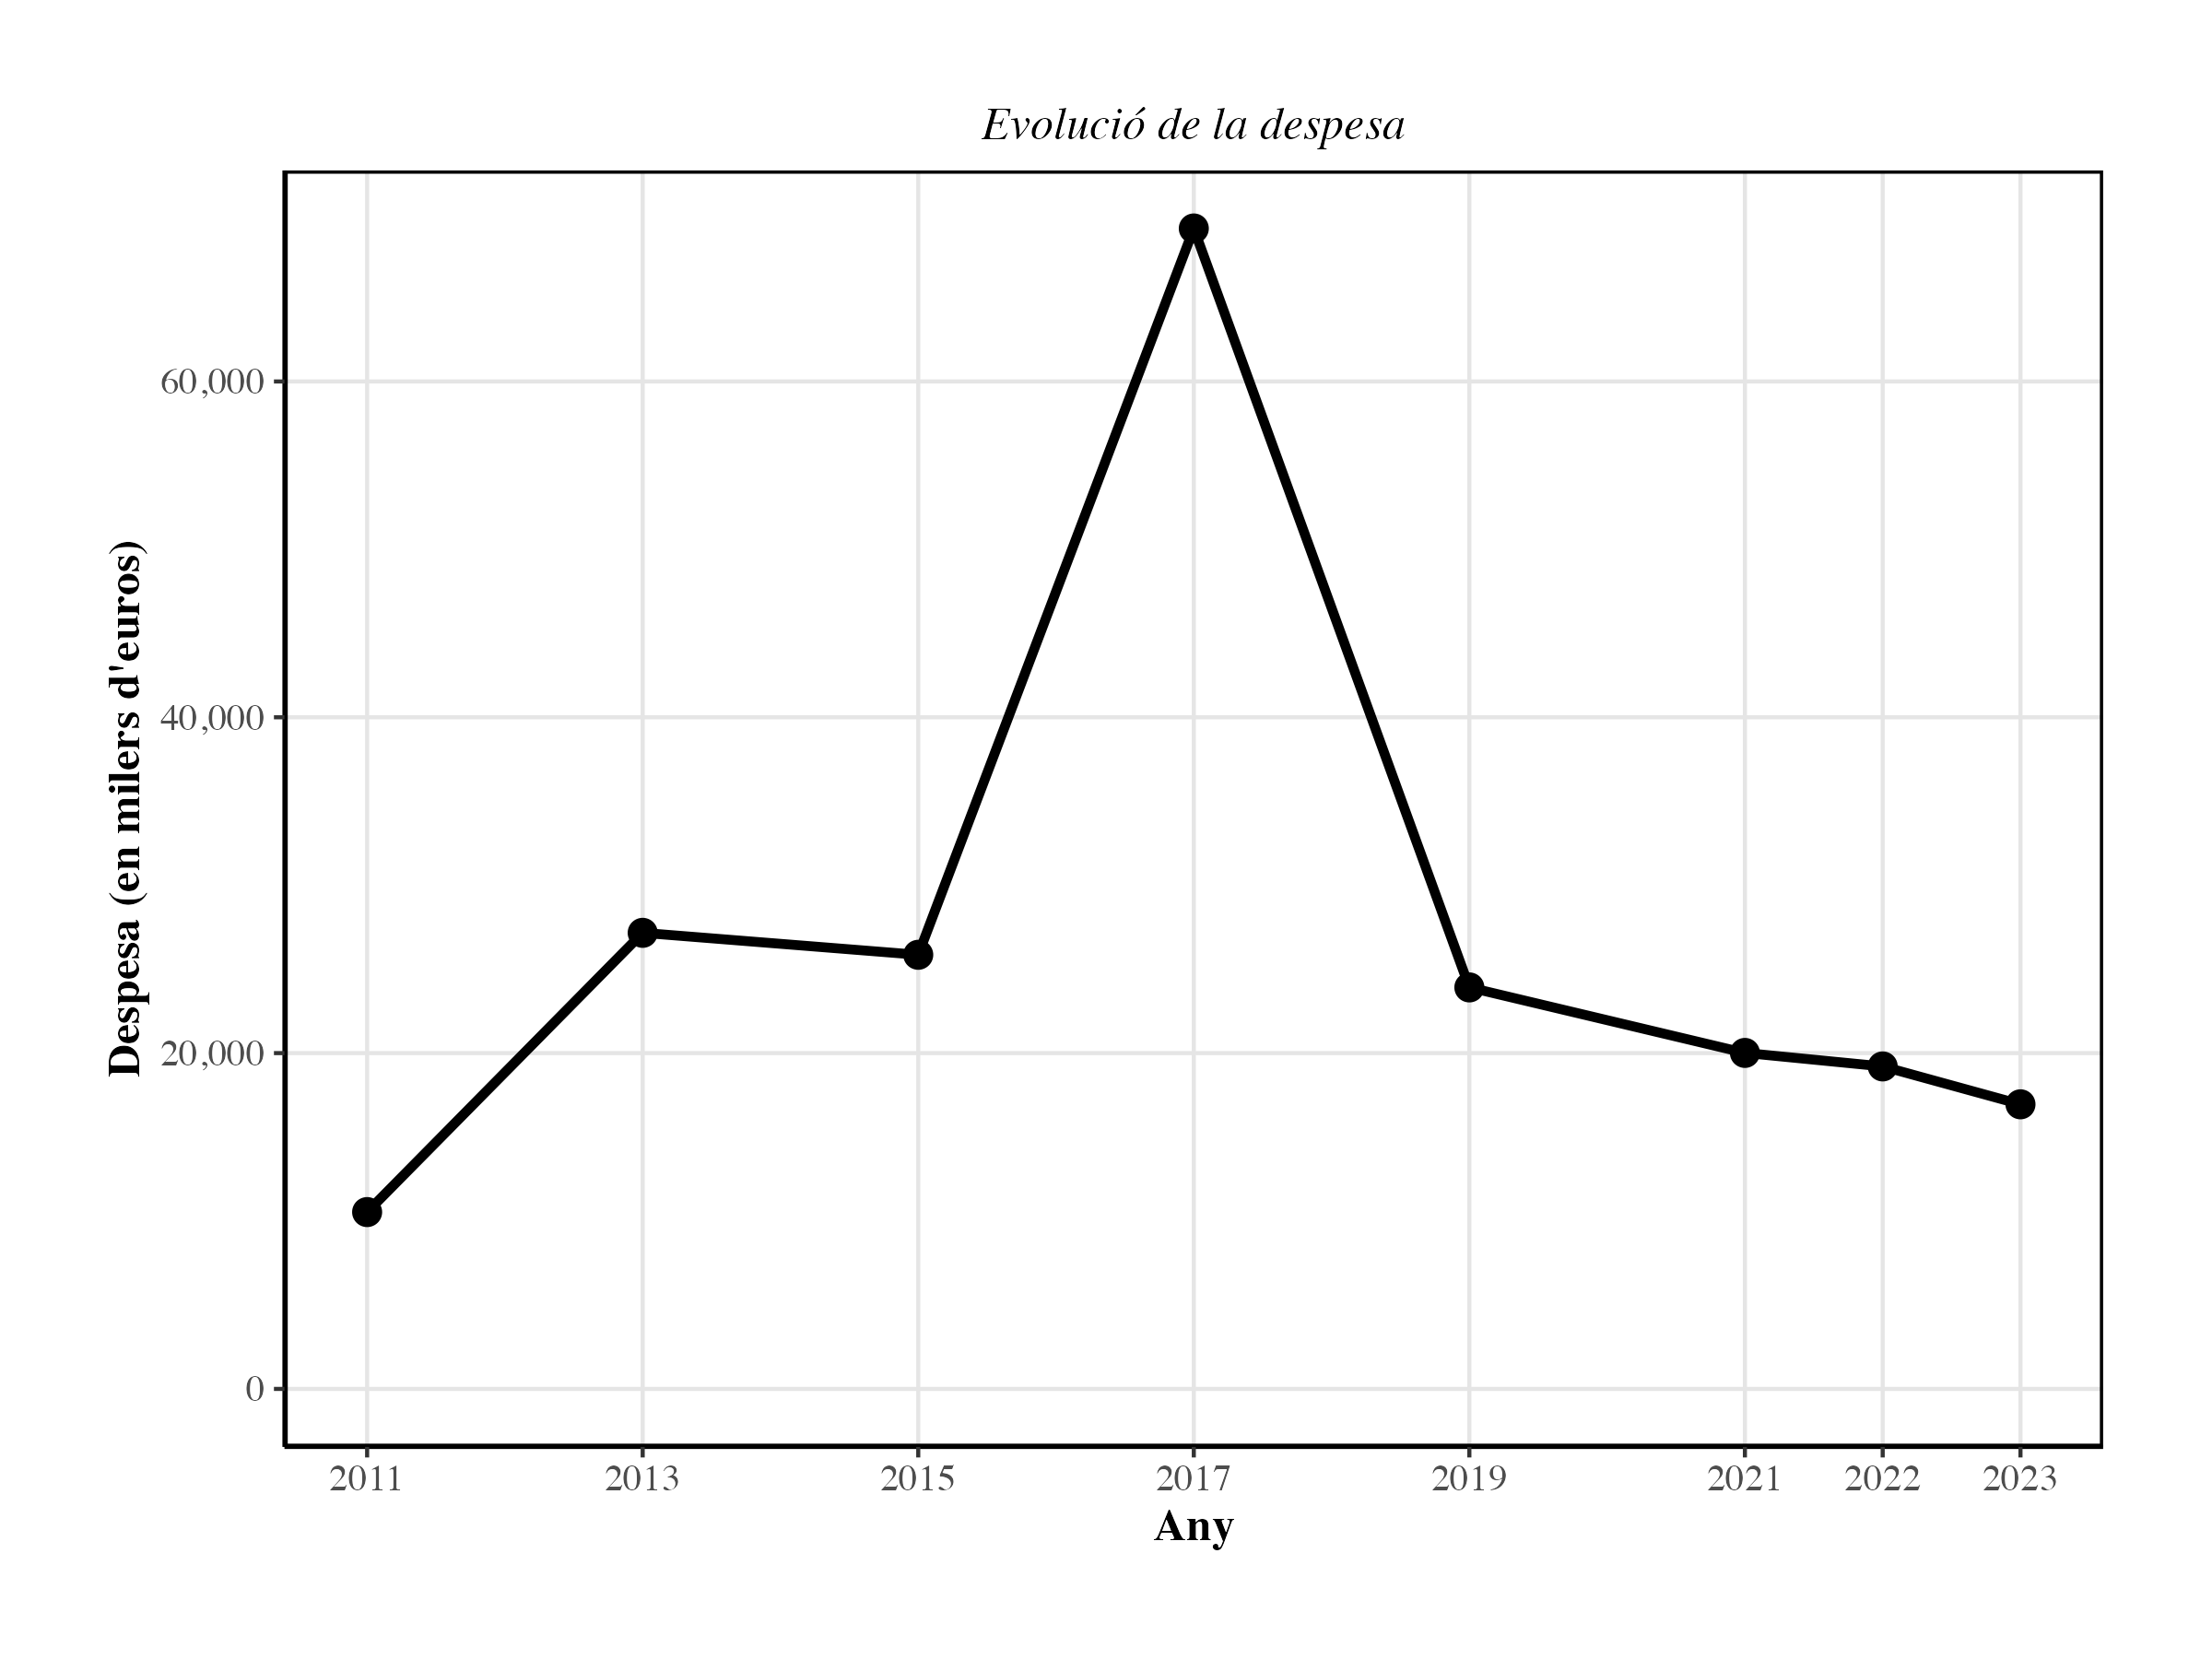 Evolució de la despesa
Despesa (en milers d'euros)
60,000
40,000
20,000
0
2011 2013 2015 2017 2019 2021 2022 2023
Any